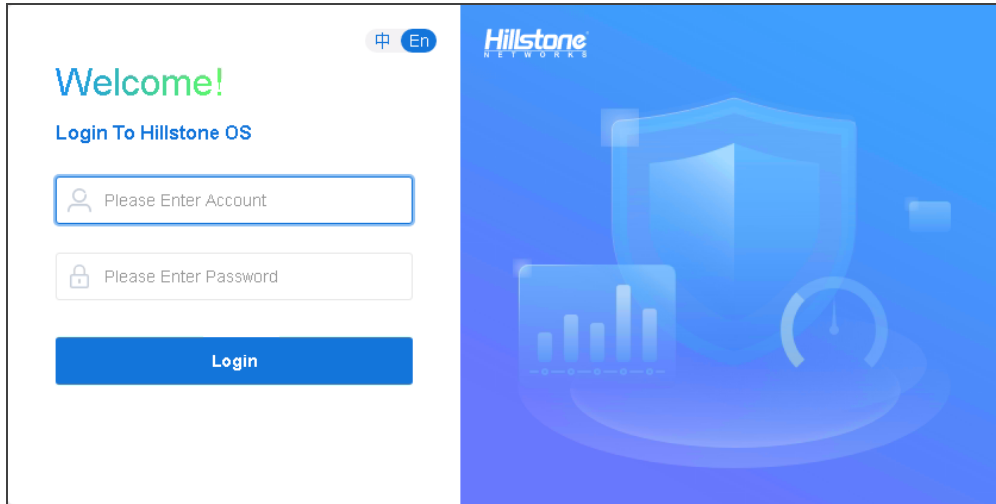 中 En
Welcome!
Login To Hillstone OS
Please Enter Account
Please Enter Password
Login
Hillstone
NETWORKS